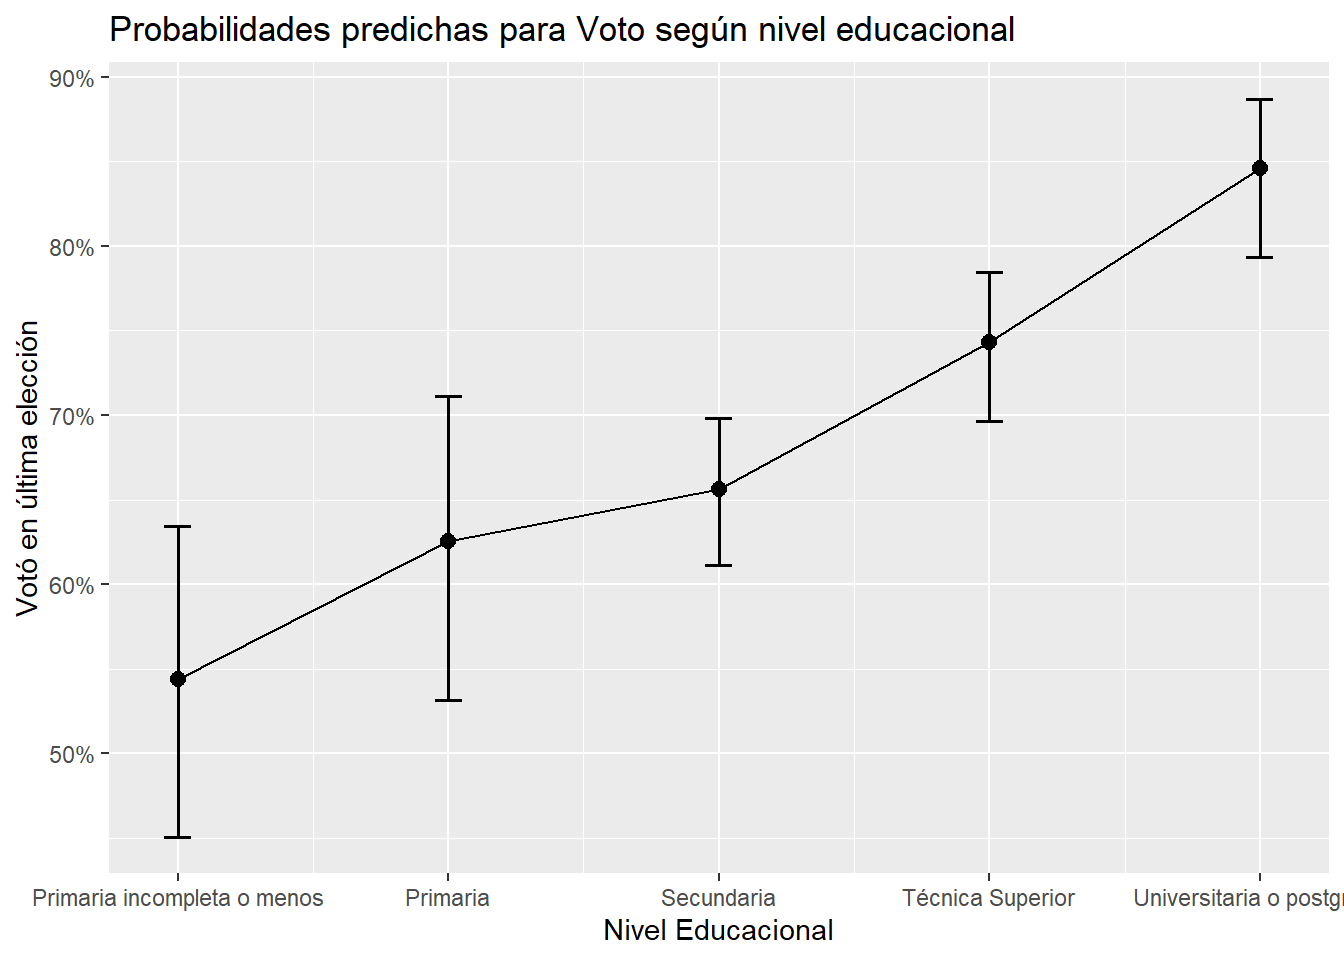 Probabilidades predichas para Voto según nivel educacional
90%
80%
70%
60%
50%
Votó en última elección
Primaria incompleta o menos
Primaria
Secundaria
Técnica Superior
Universitaria o postgr
Nivel Educacional